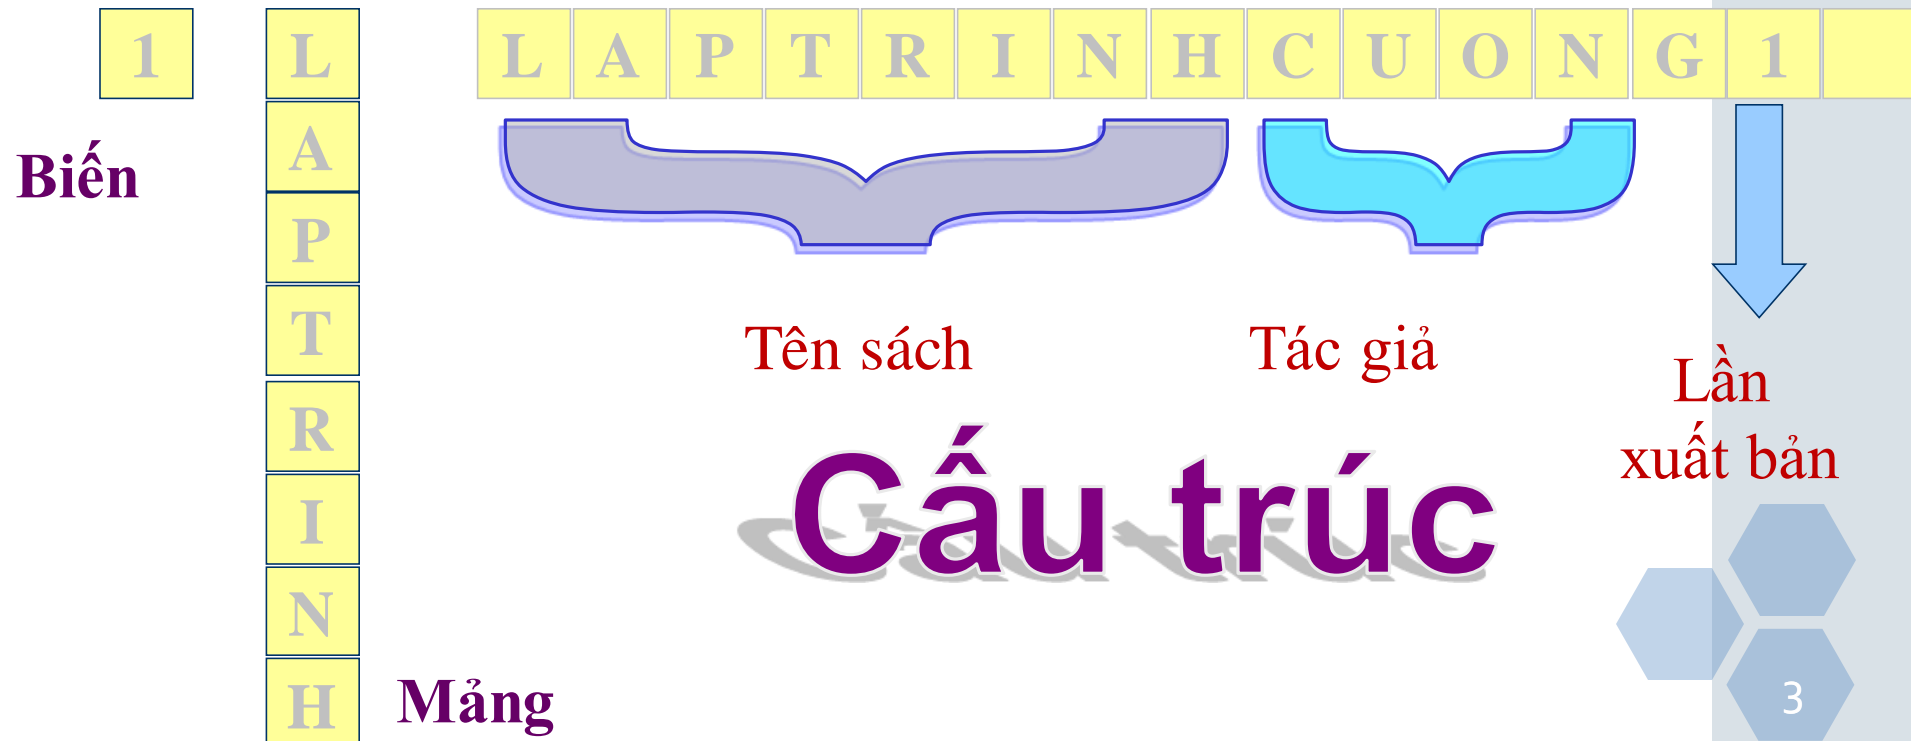 1
L
A
P
T
R
I
N
H
L A P T R I N H C U O N G 1
Biến
Mảng
Tên sách
Tác giả
Lần
xuất bản
Cấu trúc
3